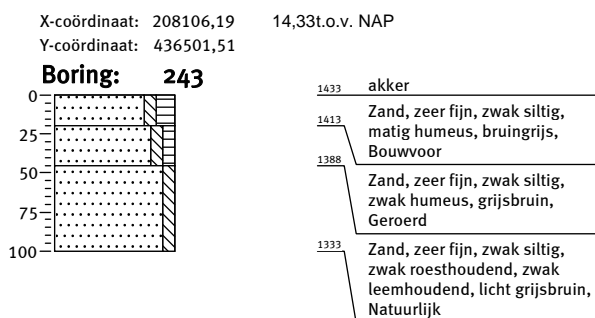 X-coördinaat: 208106,19 14,33t.o.v. NAP
Y-coördinaat: 436501,51
Boring: 243
0
25
50
75
100
1433 akker
1413 Zand, zeer fijn, zwak siltig,
matig humeus, bruingrijs,
Bouwvoor
1388 Zand, zeer fijn, zwak siltig,
zwak humeus, grijsbruin,
Geroerd
1333 Zand, zeer fijn, zwak siltig,
zwak roesthoudend, zwak
leemhoudend, licht grijsbruin,
Natuurlijk